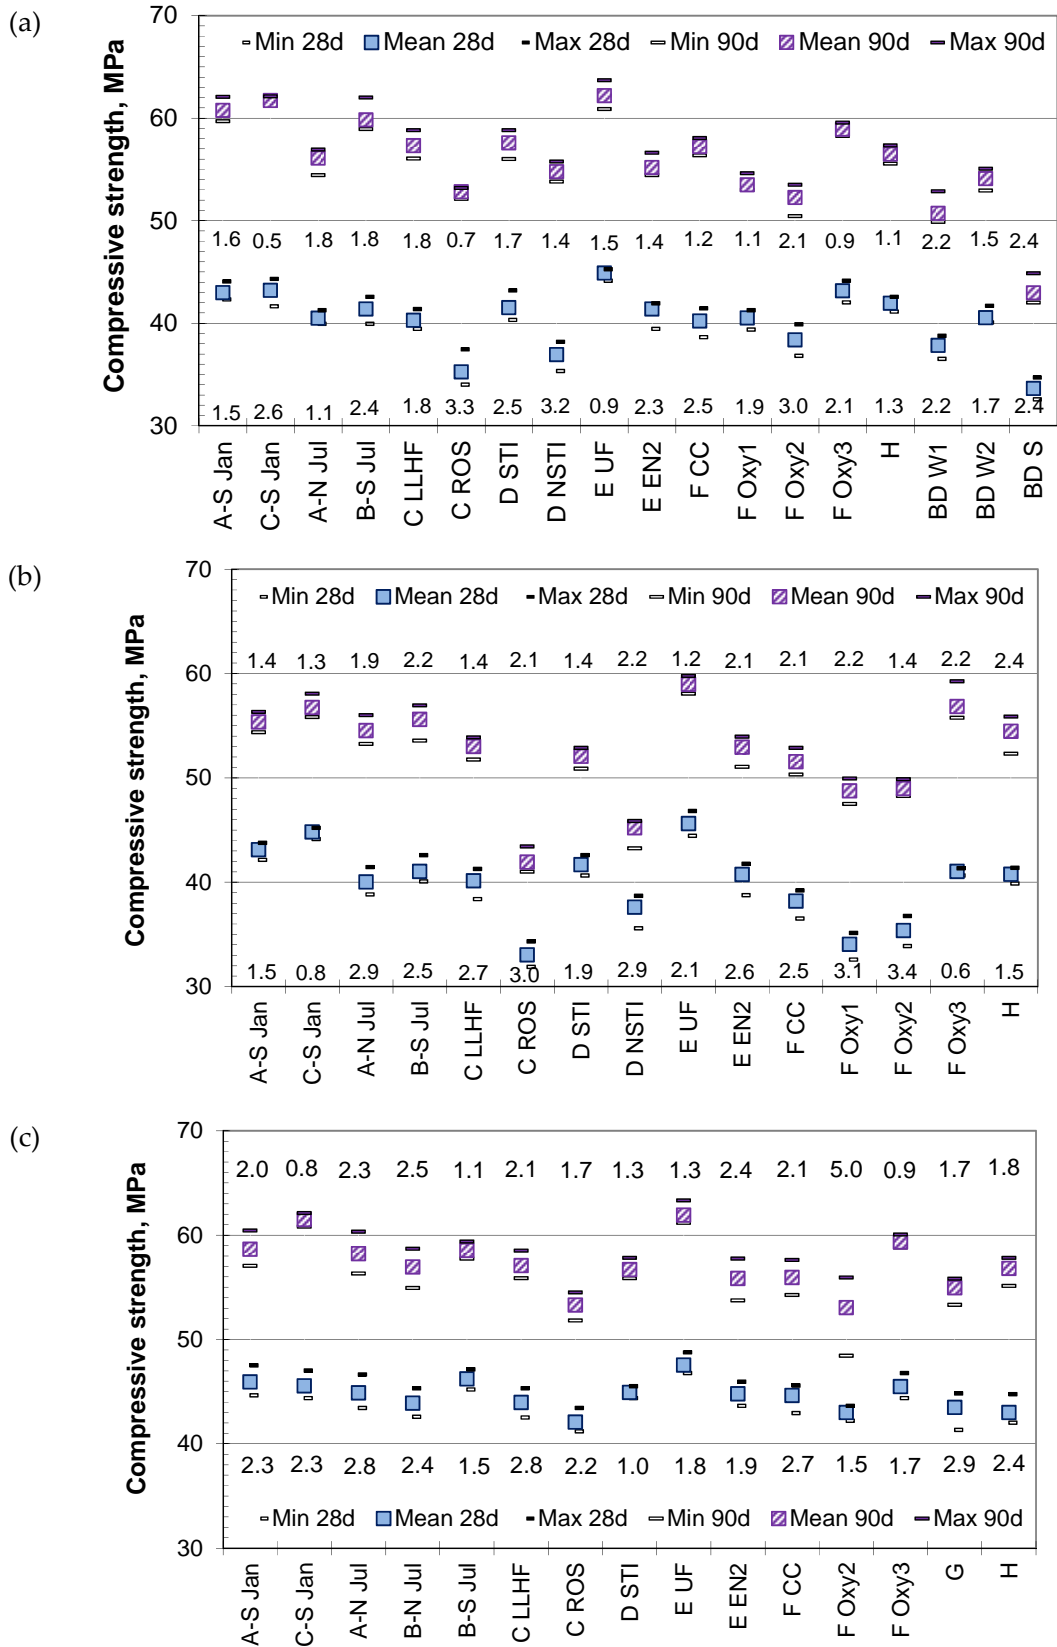 (a)
Compressive strength, MPa
70
60
50
40
30
Min 28d Mean 28d Max 28d Min 90d Mean 90d Max 90d
1.6 0.5 1.8 1.8 1.8 0.7 1.7 1.4 1.5 1.4 1.2 1.1 2.1 0.9 1.1 2.2 1.5 2.4
1.5 2.6 1.1 2.4 1.8 3.3 2.5 3.2 0.9 2.3 2.5 1.9 3.0 2.1 1.3 2.2 1.7 2.4
A-S Jan
C-S Jan
A-N Jul
B-S Jul
C LLHF
C ROS
D STI
D NSTI
E UF
E EN2
F CC
F Oxy1
F Oxy2
F Oxy3
H
BD W1
BD W2
BD S
(b)
Compressive strength, MPa
70
60
50
40
30
Min 28d Mean 28d Max 28d Min 90d Mean 90d Max 90d
1.4 1.3 1.9 2.2 1.4 2.1 1.4 2.2 1.2 2.1 2.1 2.2 1.4 2.2 2.4
1.5 0.8 2.9 2.5 2.7 3.0 1.9 2.9 2.1 2.6 2.5 3.1 3.4 0.6 1.5
A-S Jan
C-S Jan
A-N Jul
B-S Jul
C LLHF
C ROS
D STI
D NSTI
E UF
E EN2
F CC
F Oxy1
F Oxy2
F Oxy3
H
(c)
Compressive strength, MPa
70
60
50
40
30
2.0 0.8 2.3 2.5 1.1 2.1 1.7 1.3 1.3 2.4 2.1 5.0 0.9 1.7 1.8
2.3 2.3 2.8 2.4 1.5 2.8 2.2 1.0 1.8 1.9 2.7 1.5 1.7 2.9 2.4
Min 28d Mean 28d Max 28d Min 90d Mean 90d Max 90d
A-S Jan
C-S Jan
A-N Jul
B-N Jul
B-S Jul
C LLHF
C ROS
D STI
E UF
E EN2
F CC
F Oxy2
F Oxy3
G
H